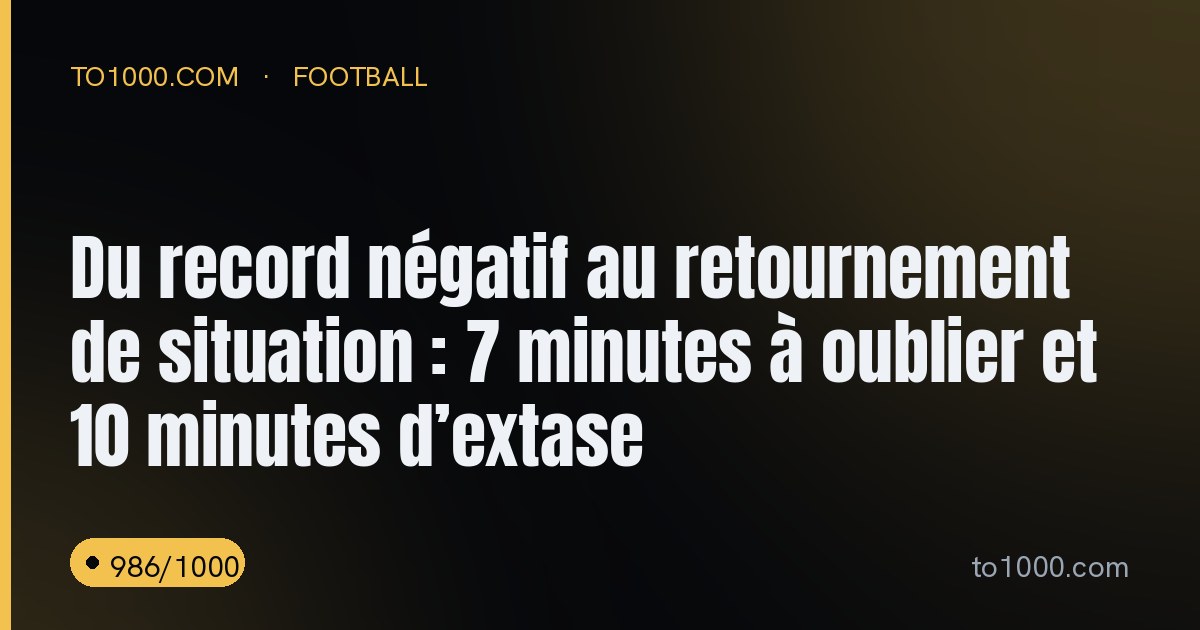 TO1000.COM · FOOTBALL
Du record négatif au retournement
de situation : 7 minutes à oublier et
10 minutes d’extase
986/1000
to1000.com